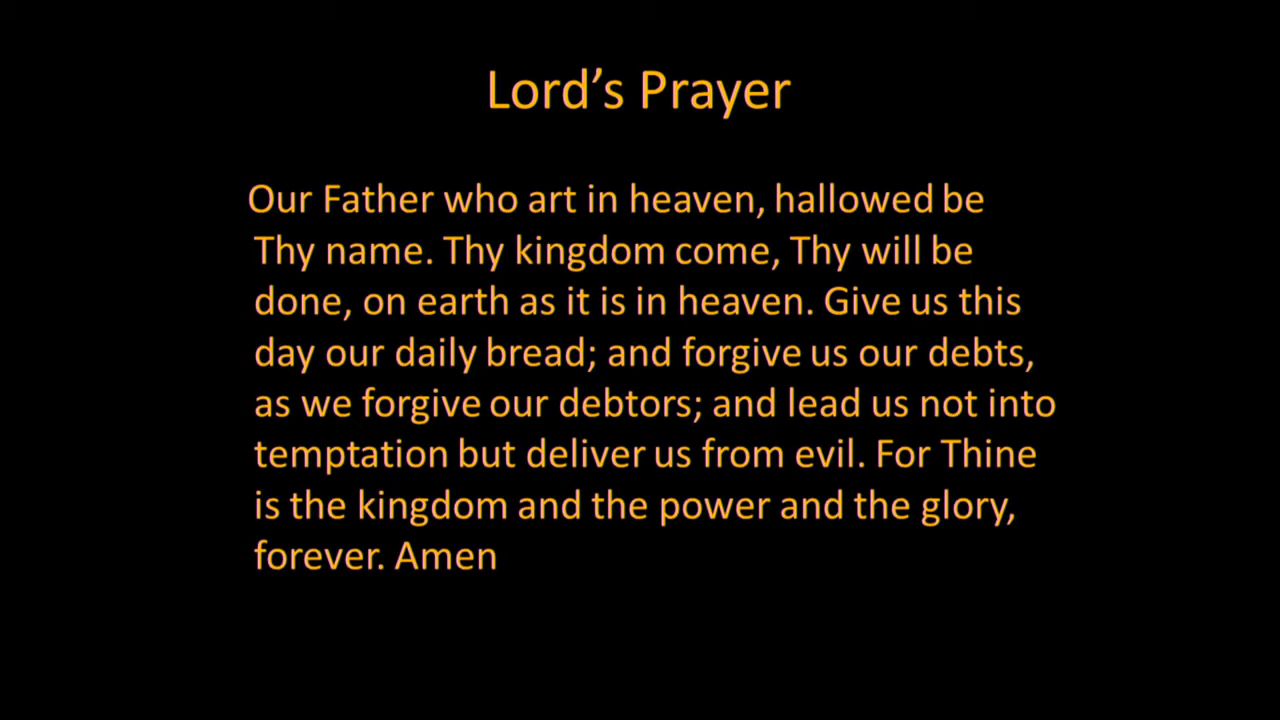 Lord’s Prayer
Our Father who art in heaven, hallowed be
Thy name. Thy kingdom come, Thy will be
done, on earth as it is in heaven. Give us this
day our daily bread; and forgive us our debts,
as we forgive our debtors; and lead us not into
temptation but deliver us from evil. For Thine
is the kingdom and the power and the glory,
forever. Amen